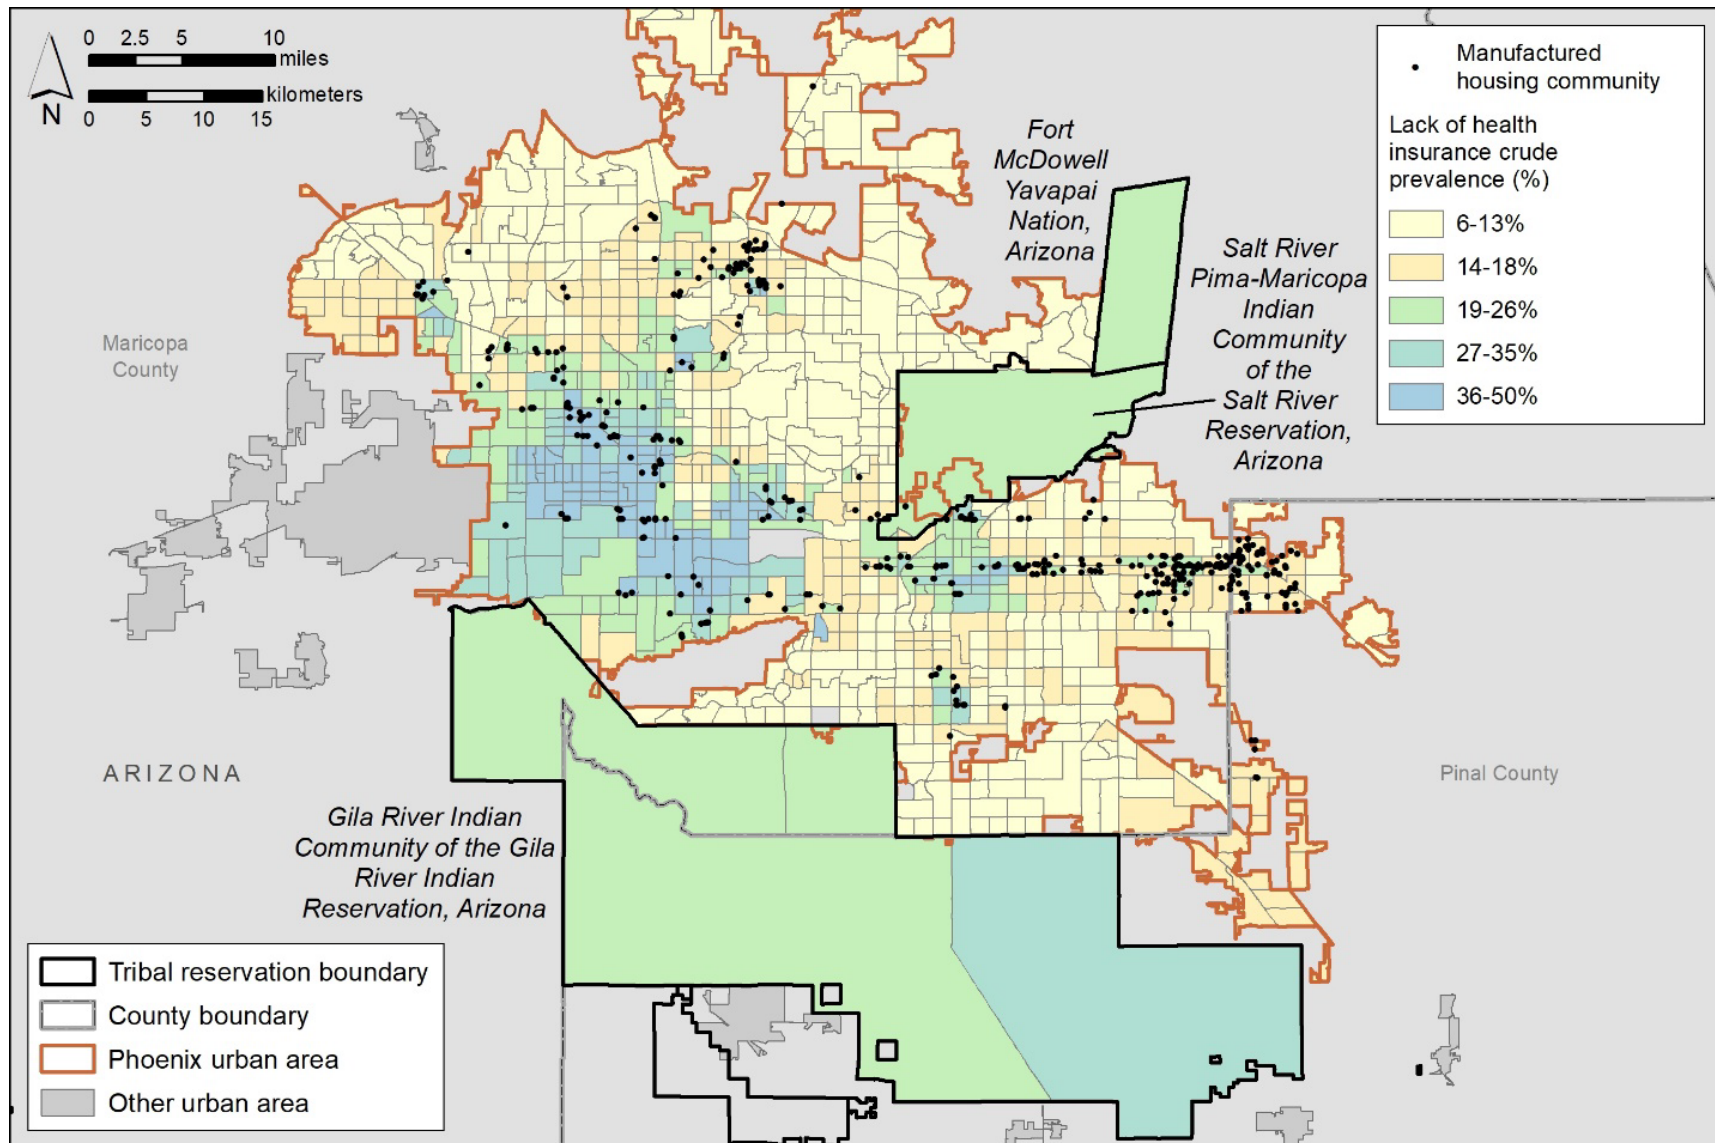 0 2.5 5 10
miles
kilometers
0 5 10 15
N
Manufactured
housing community
Lack of health
insurance crude
prevalence (%)
6-13%
14-18%
19-26%
27-35%
36-50%
Fort
McDowell
Yavapai
Nation,
Arizona
Salt River
Pima-Maricopa
Indian
Community
of the
Salt River
Reservation,
Arizona
Maricopa
County
ARIZONA
Pinal County
Gila River Indian
Community of the Gila
River Indian
Reservation, Arizona
Tribal reservation boundary
County boundary
Phoenix urban area
Other urban area